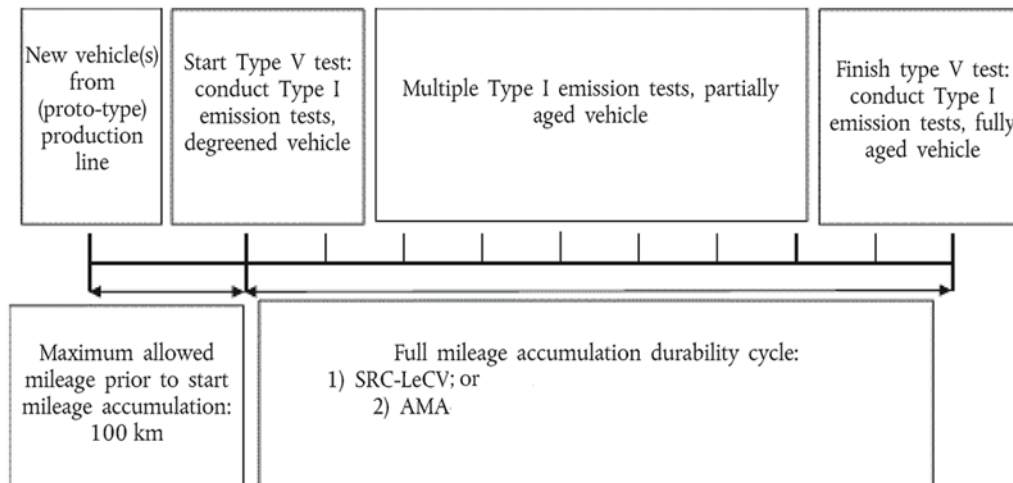 New vehicle(s)
from
(proto-type)
production
line
Start Type V test:
conduct Type I
emission tests,
degreened vehicle
Multiple Type I emission tests, partially
aged vehicle
Finish type V test:
conduct Type I
emission tests, fully
aged vehicle
Maximum allowed
mileage prior to start
mileage accumulation:
100 km
Full mileage accumulation durability cycle:
1) SRC-LeCV; or
2) AMA